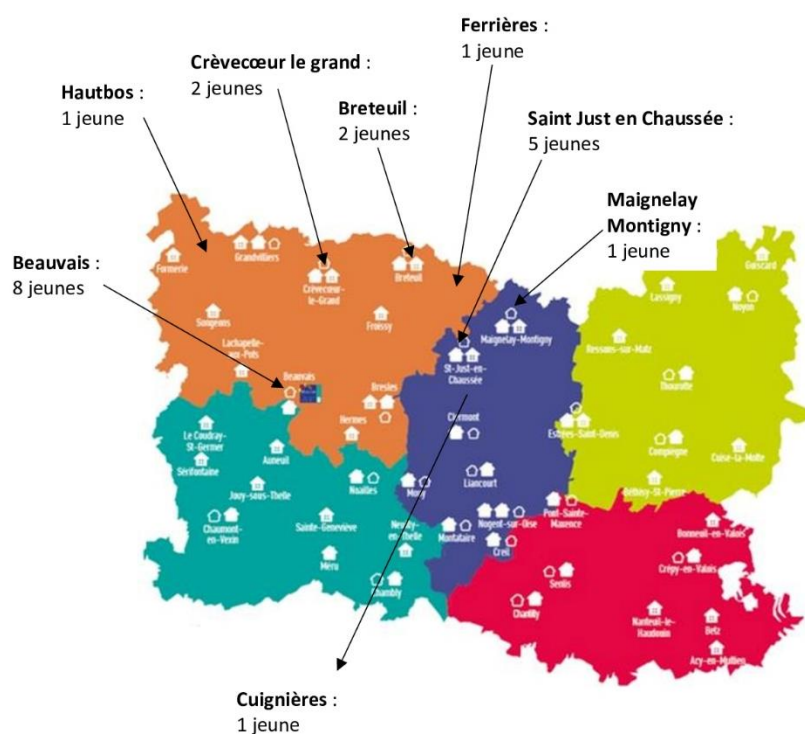 Ferrières :
1 jeune
Crèvecœur le grand :
2 jeunes
Hautbos :
1 jeune
Breteuil :
2 jeunes
Saint Just en Chaussée :
5 jeunes
Maignelay
Montigny :
1 jeune
Beauvais :
8 jeunes
Formerie
Grandvilliers
Crèvecœur-
le-Grand
Breteuil
Songeons
Froissy
Lachapelle-
aux-Pots
Beauvais
Bresles
Hermes
Maignelay-Montigny
St-Just-en-
Chaussée
Clermont
Liancourt
Mouy
Nogent-sur-Oise
Montataire
Creil
Guiscard
Lassigny
Noyon
Ressons-sur-Matz
Thourotte
Estrées-Saint-Denis
Compiègne
Cuise-la-Motte
Béthisy-St-Pierre
Le Coudray-
St-Germer
Sérifontaine
Auneuil
Jouy-sous-Thelle
Noailles
Chaumont-
en-Vexin
Sainte-Geneviève
Neuilly-
en-Thelle
Méru
Chambly
Pont-Sainte-
Maxence
Bonneuil-en-Valois
Senlis
Crépy-en-Valois
Chantilly
Nanteuil-le-
Haudouin
Betz
Acy-en-Multien
Cuignières :
1 jeune